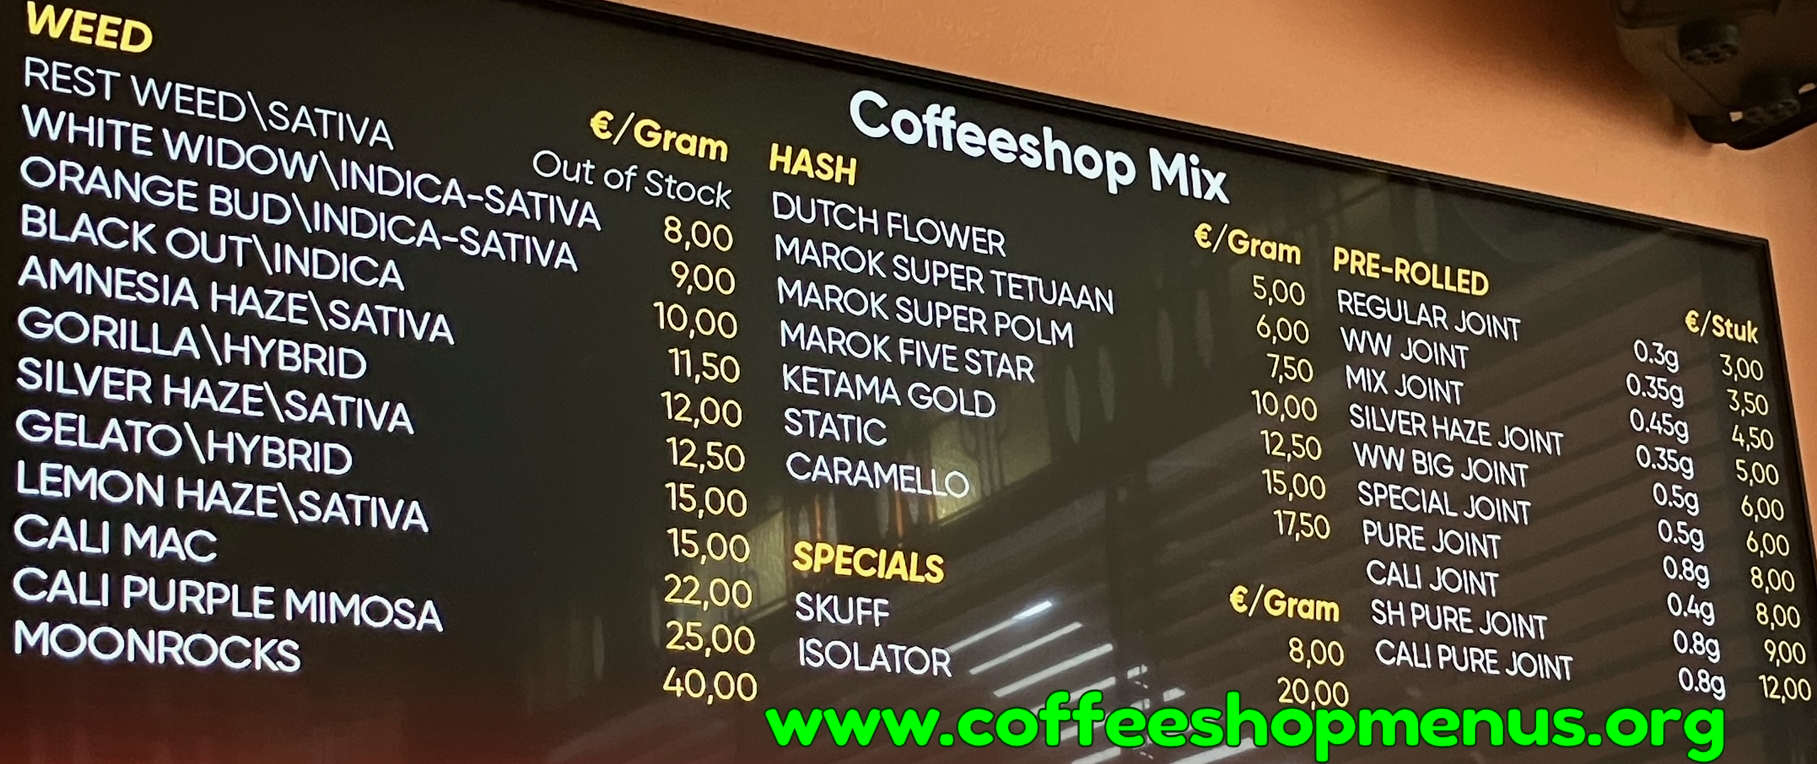 Coffeeshop Mix
WEED €/Gram
REST WEED\SATIVA Out of Stock
WHITE WIDOW\INDICA-SATIVA 8,00
ORANGE BUD\INDICA-SATIVA 9,00
BLACK OUT\INDICA 10,00
AMNESIA HAZE\SATIVA 11,50
GORILLA\HYBRID 12,00
SILVER HAZE\SATIVA 12,50
GELATO\HYBRID 15,00
LEMON HAZE\SATIVA 15,00
CALI MAC 22,00
CALI PURPLE MIMOSA 25,00
MOONROCKS 40,00
HASH €/Gram
DUTCH FLOWER 5,00
MAROK SUPER TETUAAN 6,00
MAROK SUPER POLM 7,50
MAROK FIVE STAR 10,00
KETAMA GOLD 12,50
STATIC 15,00
CARAMELLO 17,50
SPECIALS €/Gram
SKUFF 8,00
ISOLATOR 20,00
PRE-ROLLED €/Stuk
REGULAR JOINT 0.3g 3,00
WW JOINT 0.35g 3,50
MIX JOINT 0.45g 4,50
SILVER HAZE JOINT 0.35g 5,00
WW BIG JOINT 0.5g 6,00
SPECIAL JOINT 0.5g 6,00
PURE JOINT 0.8g 8,00
CALI JOINT 0.4g 8,00
SH PURE JOINT 0.8g 9,00
CALI PURE JOINT 0.8g 12,00
www.coffeeshopmenus.org